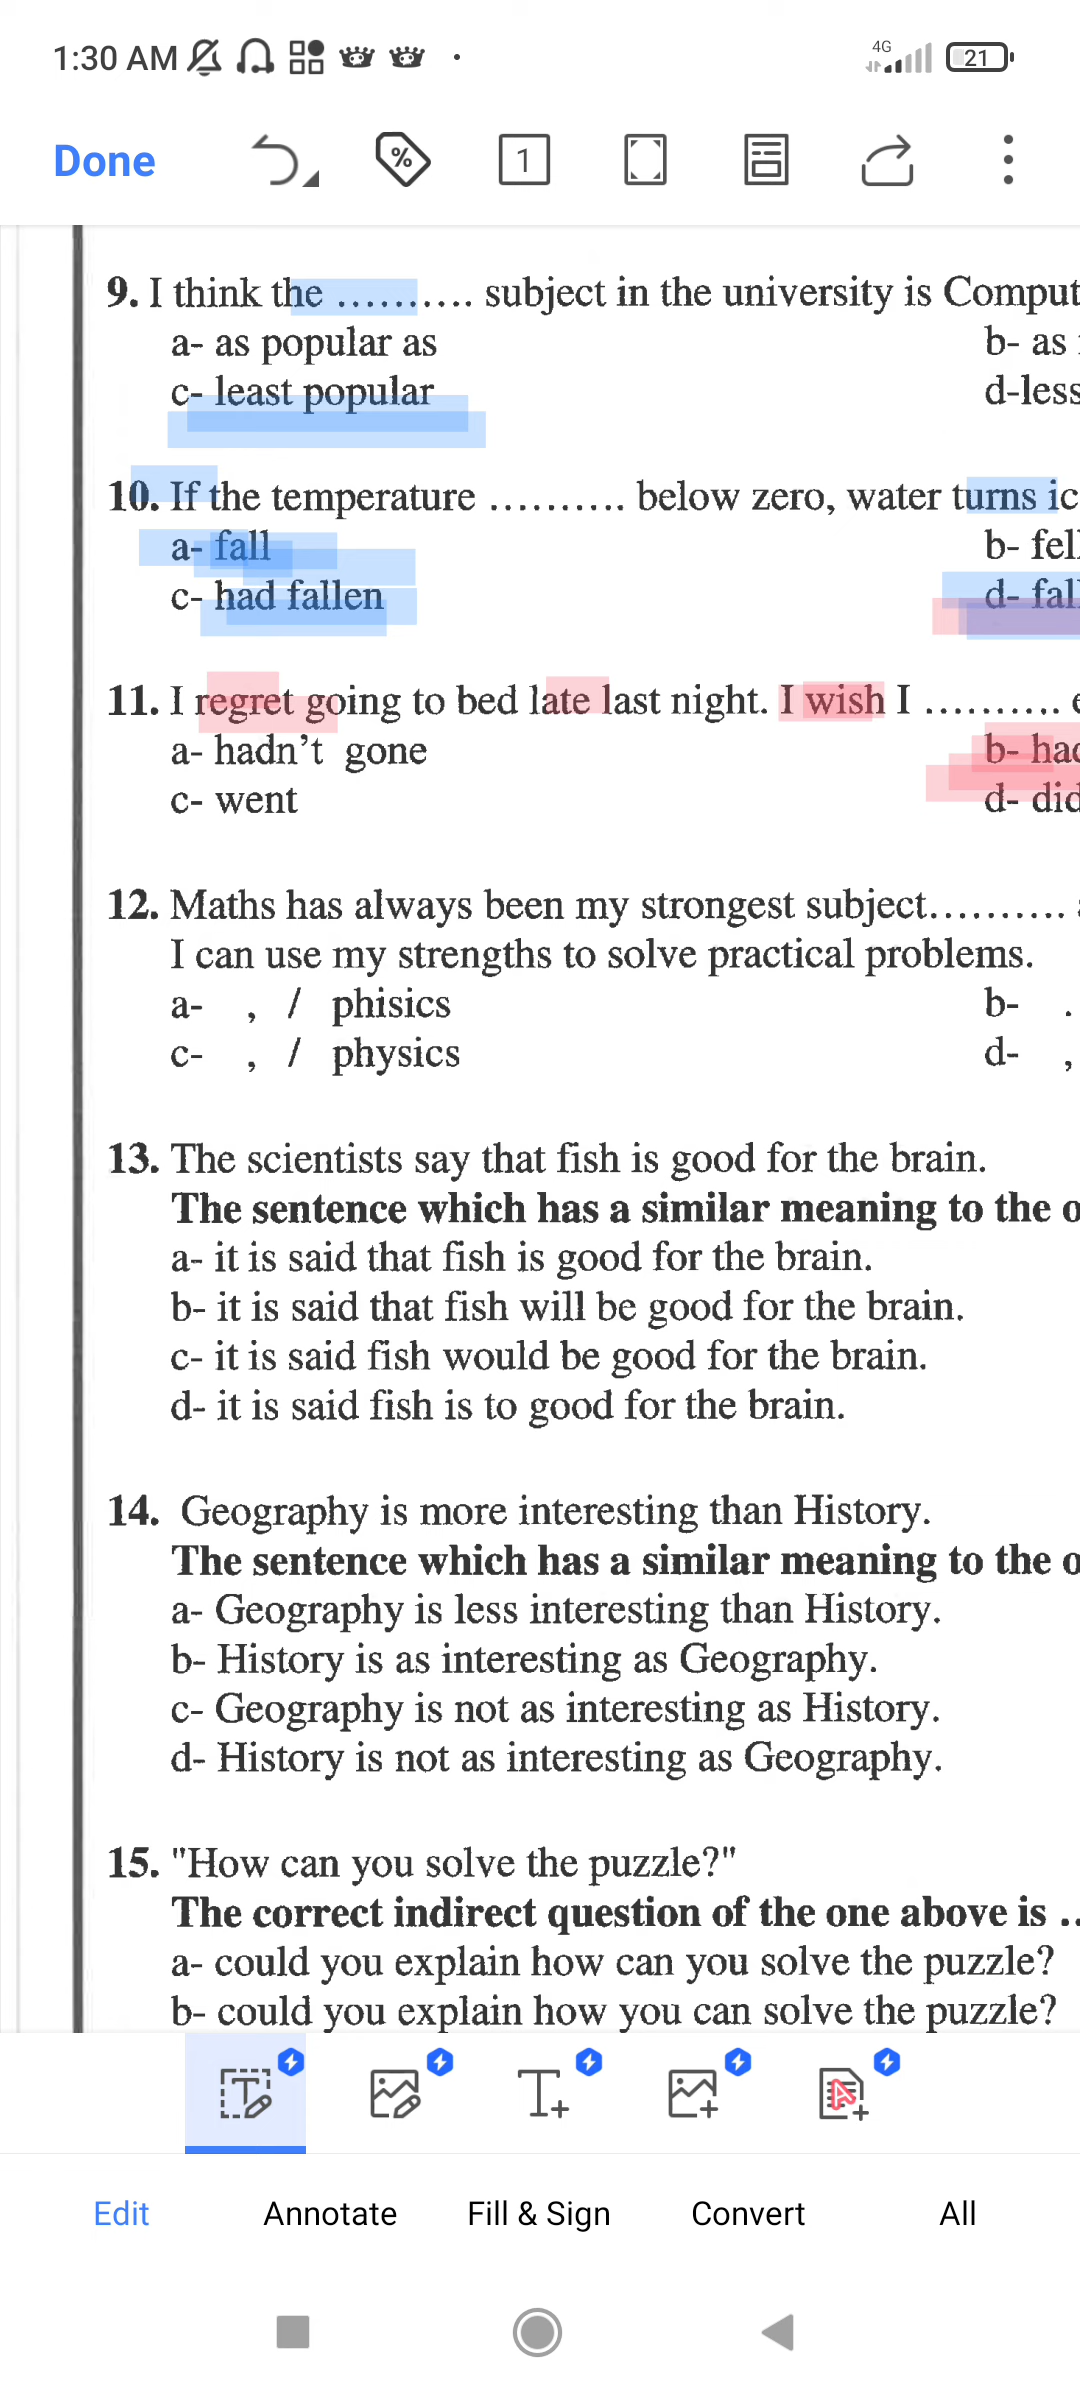 1:30 AM
4G
21
Done
%
1
9. I think the .......... subject in the university is Comput
a- as popular as
b- as
c- least popular
d-less
10. If the temperature .......... below zero, water turns ic
a- fall
b- fell
c- had fallen
d- fall
11. I regret going to bed late last night. I wish I ..........
a- hadn't gone
b- had
c- went
d- did
12. Maths has always been my strongest subject..........
I can use my strengths to solve practical problems.
a- , / phisics
b- .
c- , / physics
d- ,
13. The scientists say that fish is good for the brain.
The sentence which has a similar meaning to the o
a- it is said that fish is good for the brain.
b- it is said that fish will be good for the brain.
c- it is said fish would be good for the brain.
d- it is said fish is to good for the brain.
14. Geography is more interesting than History.
The sentence which has a similar meaning to the o
a- Geography is less interesting than History.
b- History is as interesting as Geography.
c- Geography is not as interesting as History.
d- History is not as interesting as Geography.
15. "How can you solve the puzzle?"
The correct indirect question of the one above is ..
a- could you explain how can you solve the puzzle?
b- could you explain how you can solve the puzzle?
Edit
Annotate
Fill & Sign
Convert
All